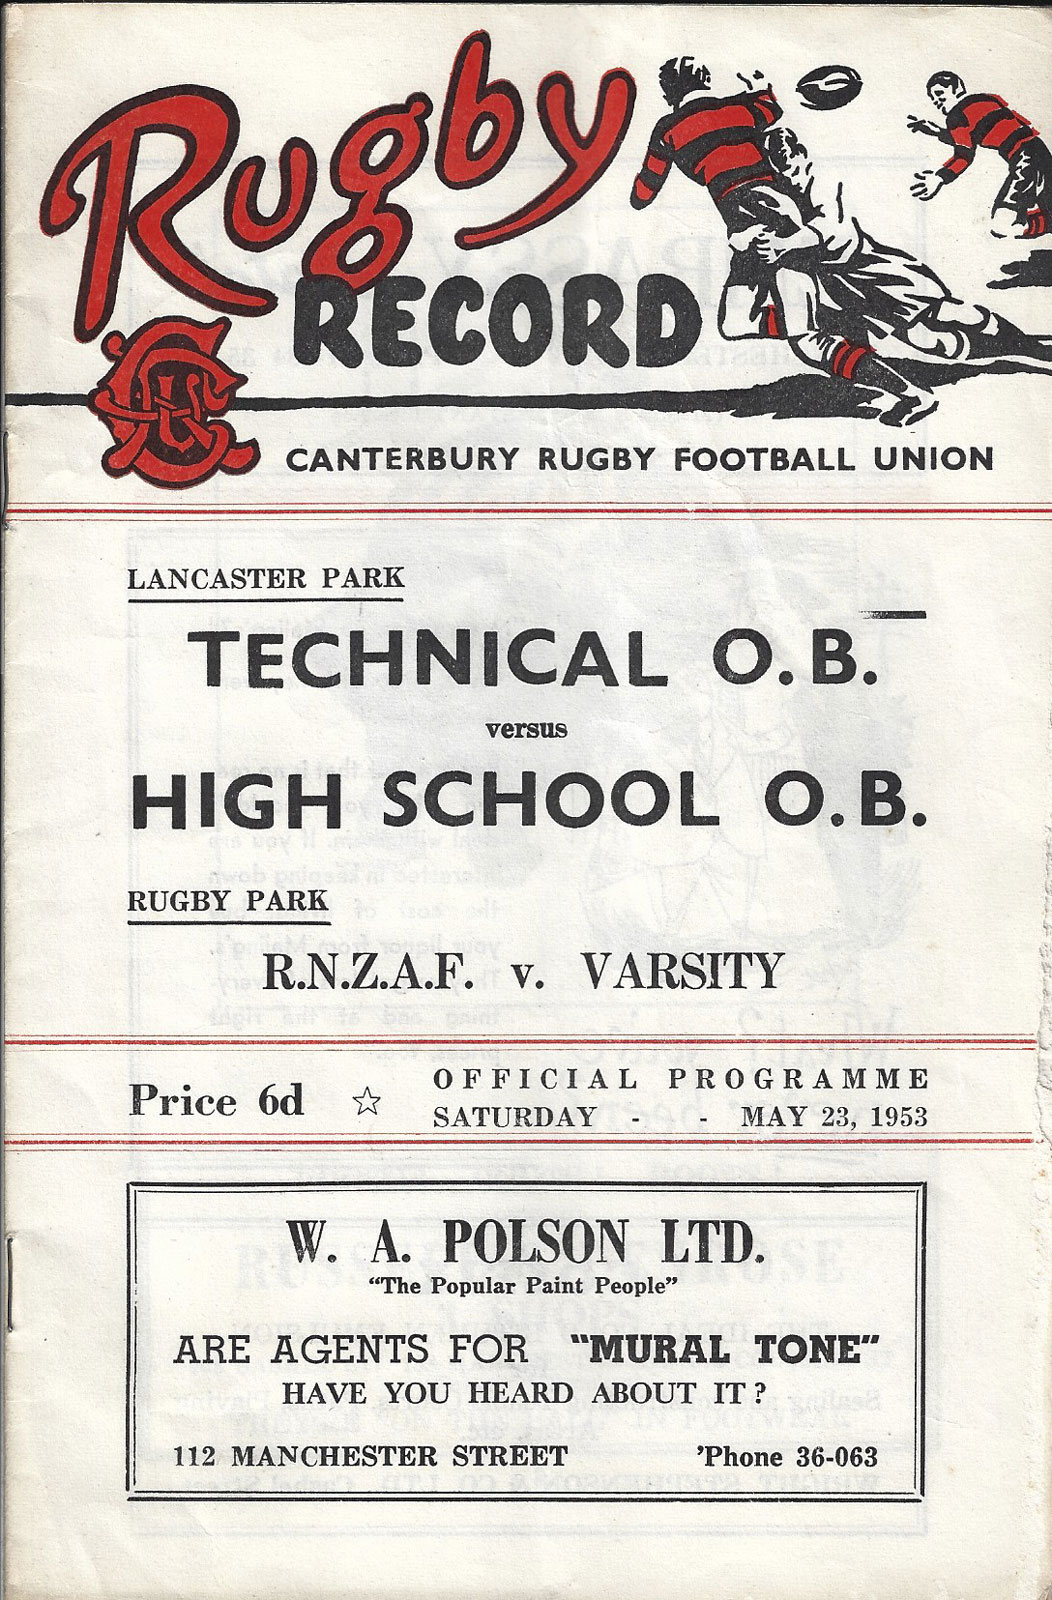 Rugby
RECORD
CRU
CANTERBURY RUGBY FOOTBALL UNION
LANCASTER PARK
TECHNICAL O.B.
versus
HIGH SCHOOL O.B.
RUGBY PARK
R.N.Z.A.F. v. VARSITY
Price 6d ☆ OFFICIAL PROGRAMME
SATURDAY - - MAY 23, 1953
W. A. POLSON LTD.
“The Popular Paint People”
ARE AGENTS FOR "MURAL TONE"
HAVE YOU HEARD ABOUT IT?
112 MANCHESTER STREET 'Phone 36-063